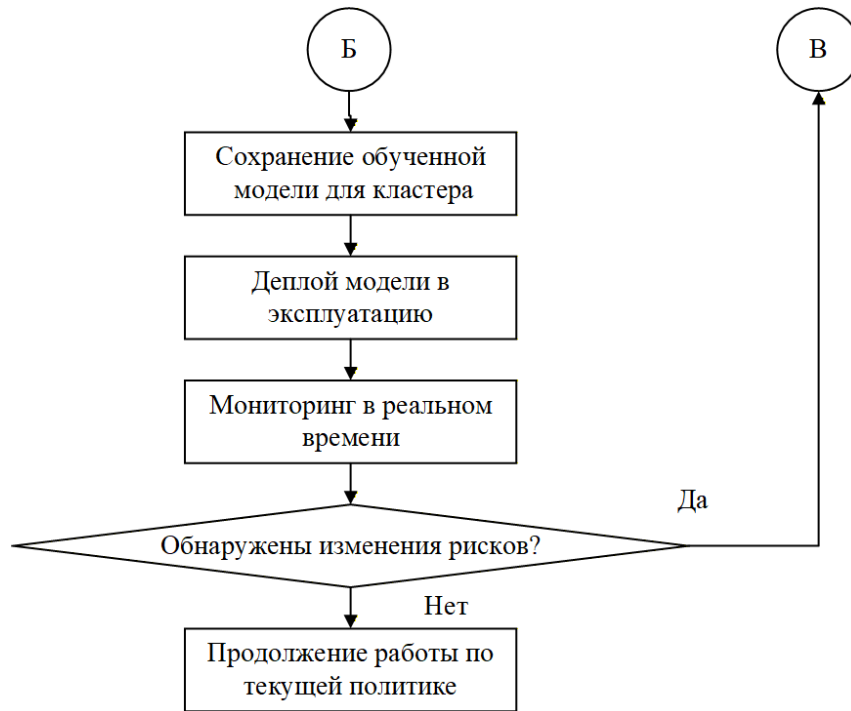 Б
В
Сохранение обученной
модели для кластера
Деплой модели в
эксплуатацию
Мониторинг в реальном
времени
Да
Обнаружены изменения рисков?
Нет
Продолжение работы по
текущей политике